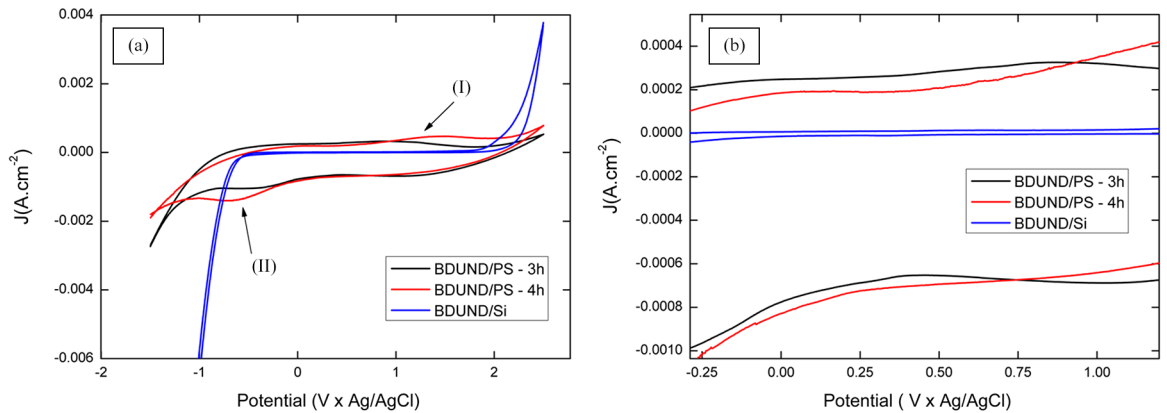 (a)
0.004
0.002
0.000
-0.002
-0.004
-0.006
J(A.cm-2)
(I)
(II)
BDUND/PS - 3h
BDUND/PS - 4h
BDUND/Si
-2
-1
0
1
2
Potential (V x Ag/AgCl)
(b)
0.0004
0.0002
0.0000
-0.0002
-0.0004
-0.0006
-0.0008
-0.0010
J(A.cm-2)
BDUND/PS - 3h
BDUND/PS - 4h
BDUND/Si
-0.25
0.00
0.25
0.50
0.75
1.00
Potential ( V x Ag/AgCl)